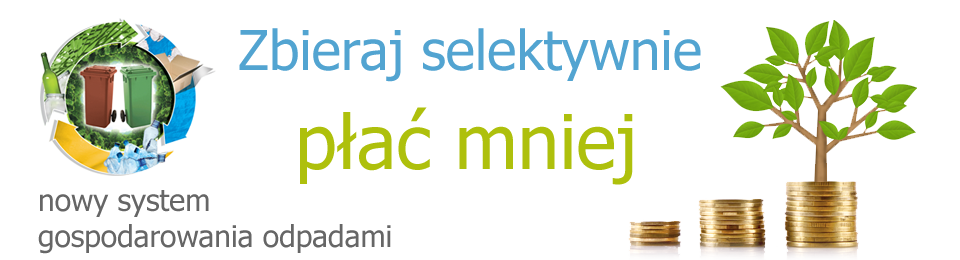 Zbieraj selektywnie
płać mniej
nowy system
gospodarowania odpadami